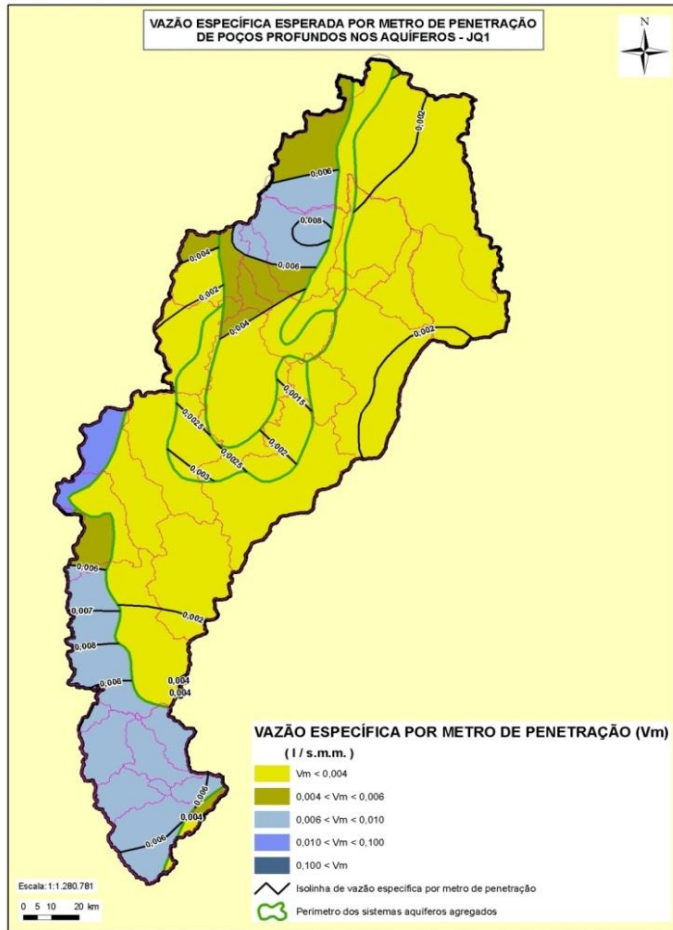 VAZÃO ESPECÍFICA ESPERADA POR METRO DE PENETRAÇÃO
DE POÇOS PROFUNDOS NOS AQUÍFEROS - JQ1
N
0,002
0,006
0,008
0,004
0,006
0,002
0,004
0,002
0,0015
0,0025
0,0025
0,002
0,003
0,006
0,007
0,002
0,008
0,004
0,006
0,004
0,006
0,004
0,006
VAZÃO ESPECÍFICA POR METRO DE PENETRAÇÃO (Vm)
( l / s.m.m. )
Vm < 0,004
0,004 < Vm < 0,006
0,006 < Vm < 0,010
0,010 < Vm < 0,100
0,100 < Vm
Isolinha de vazão específica por metro de penetração
Perímetro dos sistemas aquíferos agregados
Escala: 1:1.280.781
0 5 10 20 km